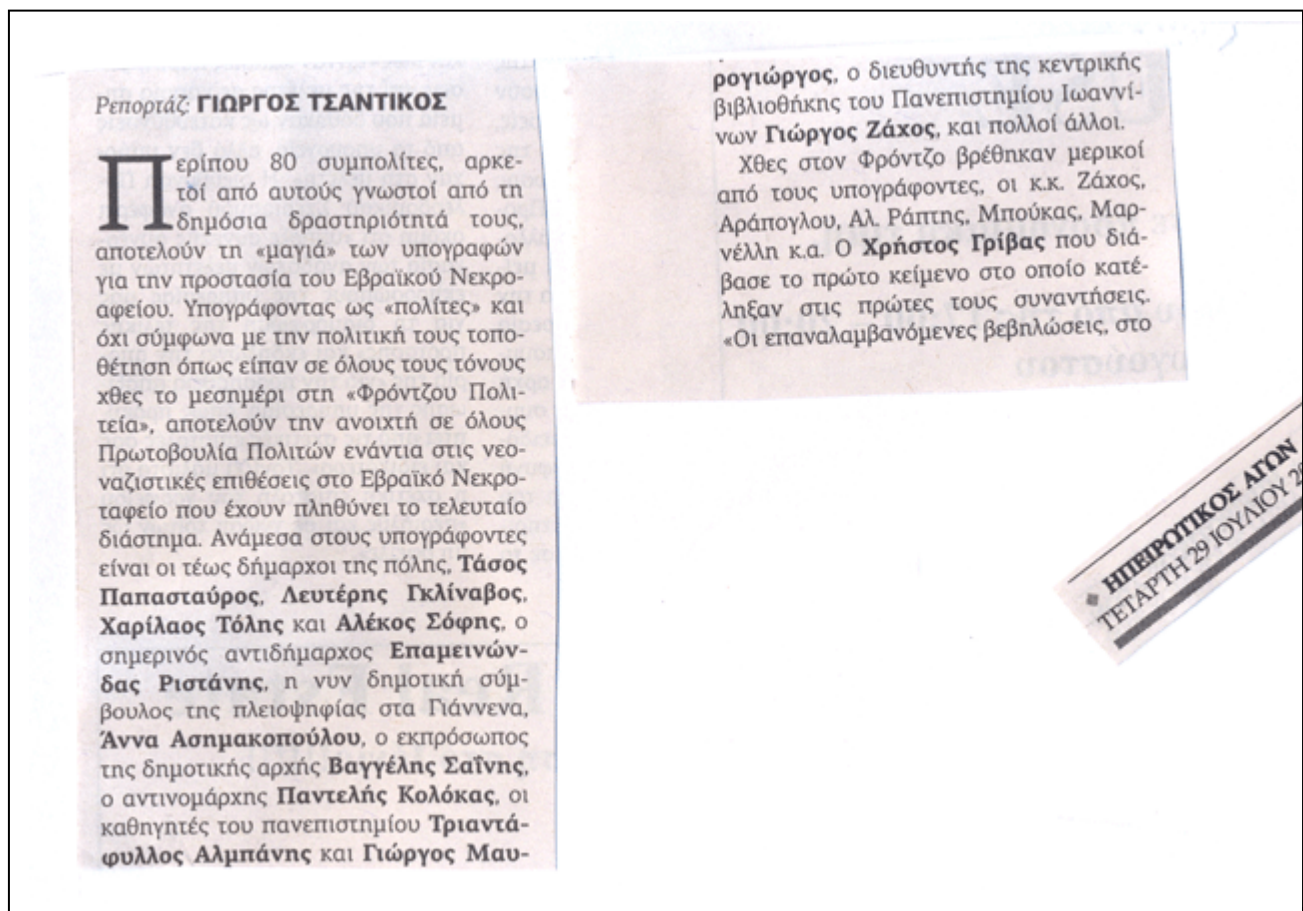 Ρεπορτάζ: ΓΙΩΡΓΟΣ ΤΣΑΝΤΙΚΟΣ
Περίπου 80 συμπολίτες, αρκε-
τοί από αυτούς γνωστοί από τη
δημόσια δραστηριότητά τους,
αποτελούν τη «μαγιά» των υπογραφών
για την προστασία του Εβραϊκού Νεκρο-
αφείου. Υπογράφοντας ως «πολίτες» και
όχι σύμφωνα με την πολιτική τους τοπο-
θέτηση όπως είπαν σε όλους τους τόνους
χθες το μεσημέρι στη «Φρόντζου Πολι-
τεία», αποτελούν την ανοιχτή σε όλους
Πρωτοβουλία Πολιτών ενάντια στις νεο-
ναζιστικές επιθέσεις στο Εβραϊκό Νεκρο-
ταφείο που έχουν πληθύνει το τελευταίο
διάστημα. Ανάμεσα στους υπογράφοντες
είναι οι τέως δήμαρχοι της πόλης, Τάσος
Παπασταύρος, Λευτέρης Γκλίναβος,
Χαρίλαος Τόλης και Αλέκος Σόφης, ο
σημερινός αντιδήμαρχος Επαμεινών-
δας Ριστάνης, η νυν δημοτική σύμ-
βουλος της πλειοψηφίας στα Γιάννενα,
Άννα Ασημακοπούλου, ο εκπρόσωπος
της δημοτικής αρχής Βαγγέλης Σαΐνης,
ο αντινομάρχης Παντελής Κολόκας, οι
καθηγητές του πανεπιστημίου Τριαντά-
φυλλος Αλμπάνης και Γιώργος Μαυ-
ρογιώργος, ο διευθυντής της κεντρικής
βιβλιοθήκης του Πανεπιστημίου Ιωαννί-
νων Γιώργος Ζάχος, και πολλοί άλλοι.
Χθες στον Φρόντζο βρέθηκαν μερικοί
από τους υπογράφοντες, οι κ.κ. Ζάχος,
Αράπογλου, Αλ. Ράπτης, Μπούκας, Μαρ-
νέλλη κ.α. Ο Χρήστος Γρίβας που διά-
βασε το πρώτο κείμενο στο οποίο κατέ-
ληξαν στις πρώτες τους συναντήσεις.
«Οι επαναλαμβανόμενες βεβηλώσεις, στο
ΗΠΕΙΡΩΤΙΚΟΣ ΑΓΩΝ
ΤΕΤΑΡΤΗ 29 ΙΟΥΛΙΟΥ